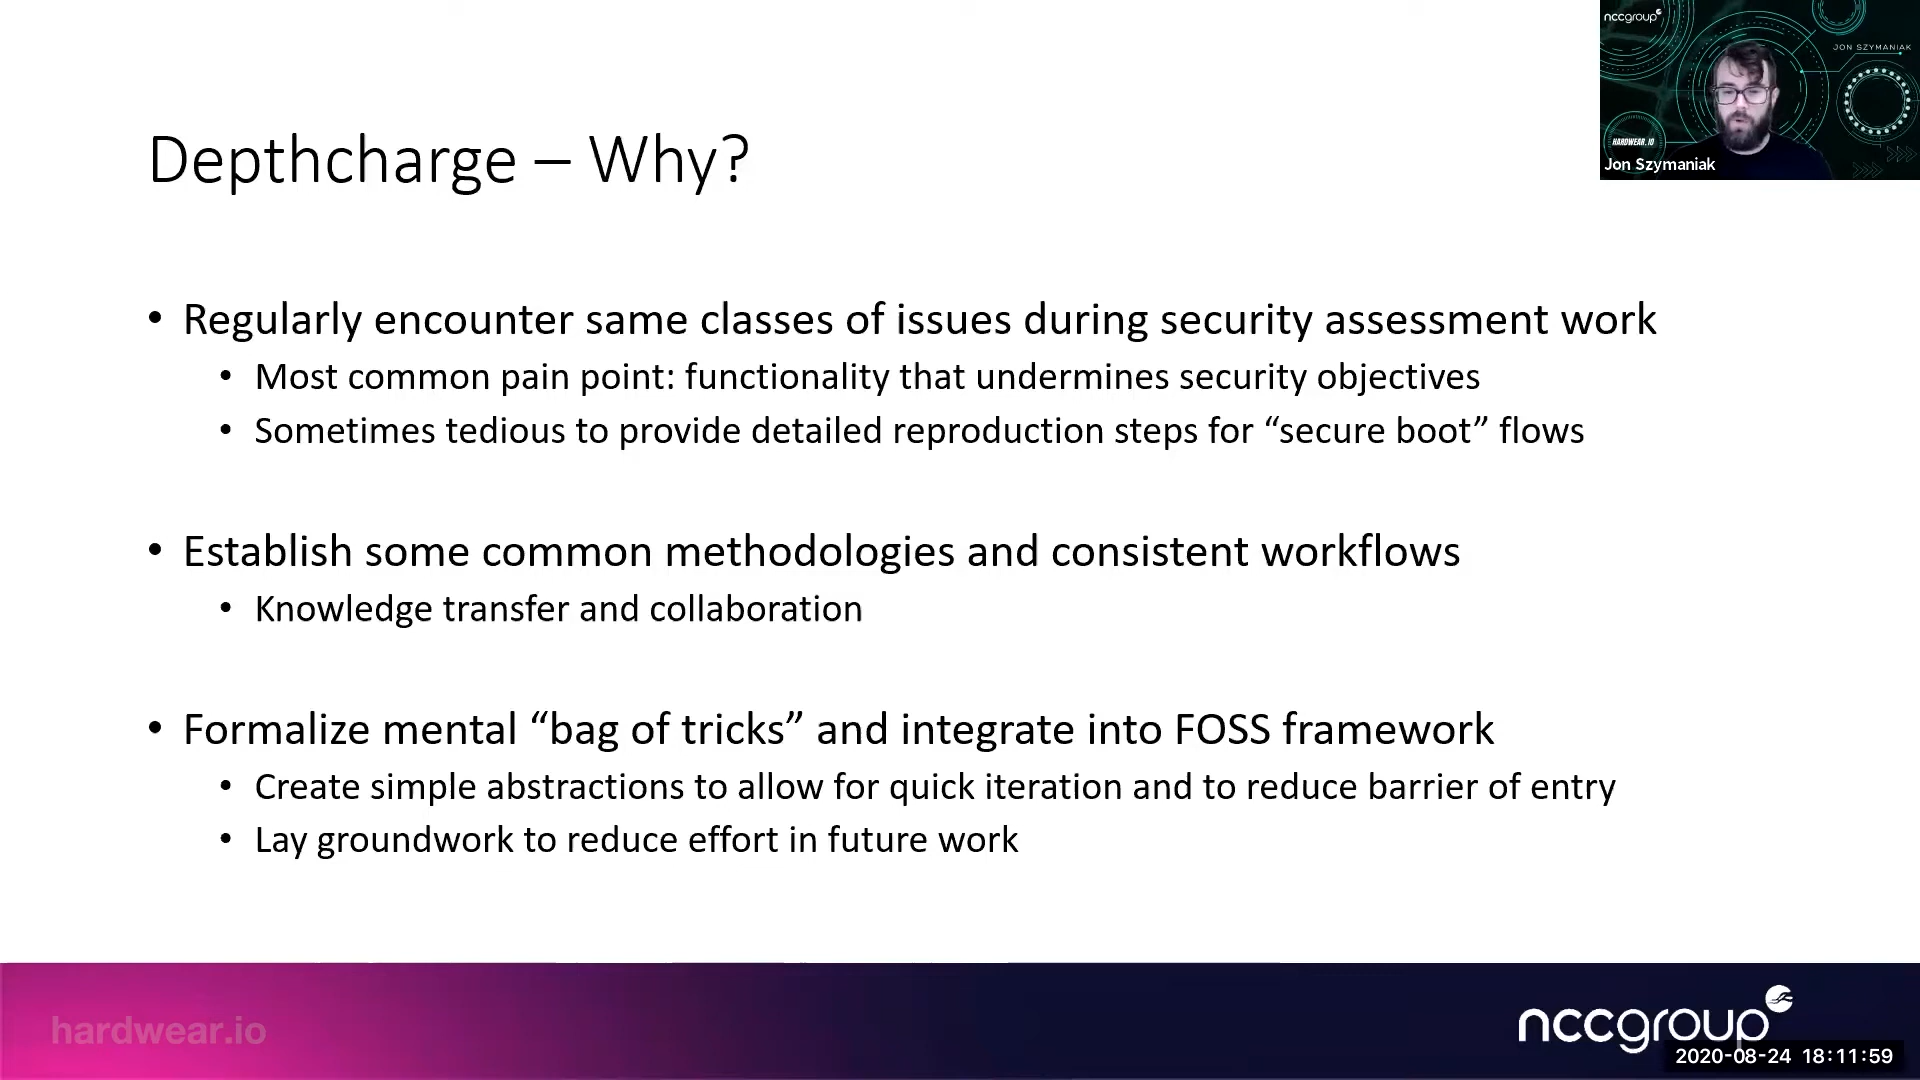 nccgroup
JON SZYMANIAK
HARDWEAR.IO
Jon Szymaniak
Depthcharge – Why?
• Regularly encounter same classes of issues during security assessment work
• Most common pain point: functionality that undermines security objectives
• Sometimes tedious to provide detailed reproduction steps for “secure boot” flows
• Establish some common methodologies and consistent workflows
• Knowledge transfer and collaboration
• Formalize mental “bag of tricks” and integrate into FOSS framework
• Create simple abstractions to allow for quick iteration and to reduce barrier of entry
• Lay groundwork to reduce effort in future work
hardwear.io
nccgroup
2020-08-24 18:11:59